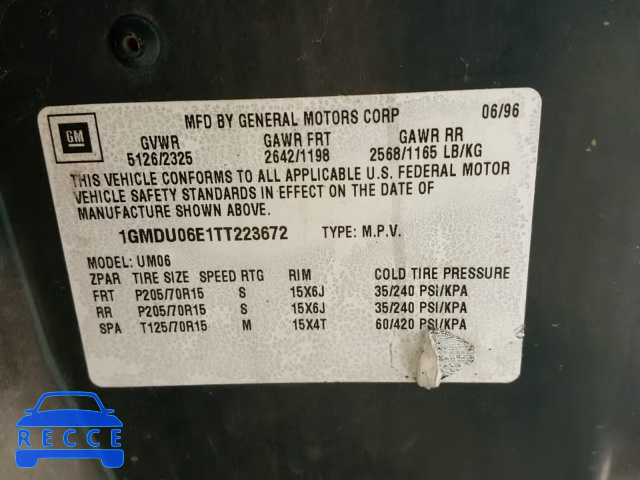 GM
MFD BY GENERAL MOTORS CORP 06/96
GVWR GAWR FRT GAWR RR
5126/2325 2642/1198 2568/1165 LB/KG
THIS VEHICLE CONFORMS TO ALL APPLICABLE U.S. FEDERAL MOTOR
VEHICLE SAFETY STANDARDS IN EFFECT ON THE DATE OF
MANUFACTURE SHOWN ABOVE.
1GMDU06E1TT223672 TYPE: M.P.V.
MODEL: UM06
ZPAR TIRE SIZE SPEED RTG RIM COLD TIRE PRESSURE
FRT P205/70R15 S 15X6J 35/240 PSI/KPA
RR P205/70R15 S 15X6J 35/240 PSI/KPA
SPA T125/70R15 M 15X4T 60/420 PSI/KPA
RECCE